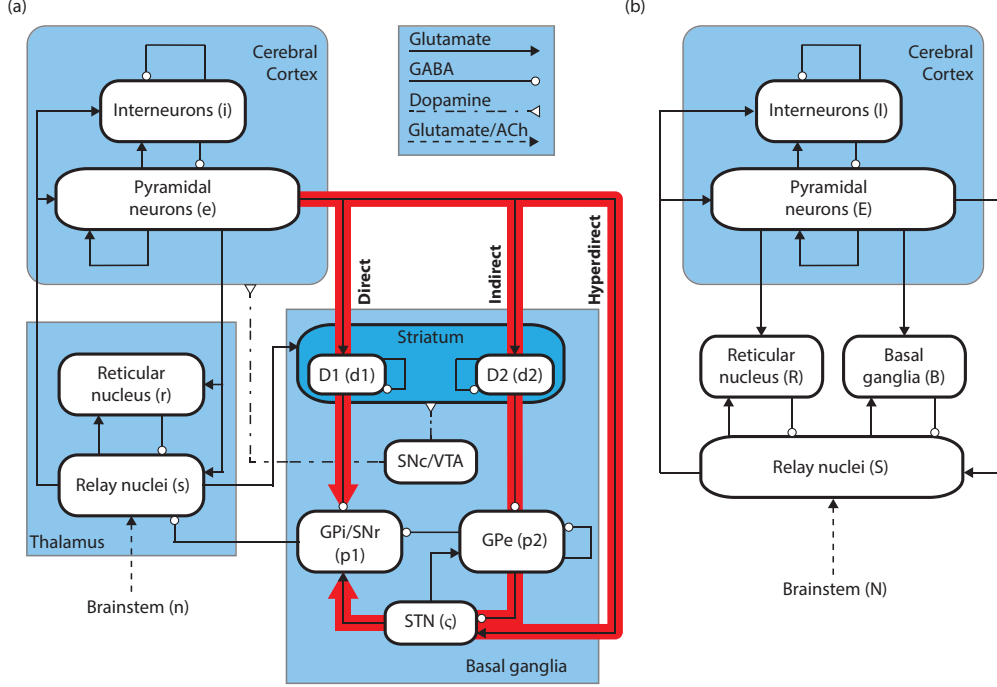 (a)
Cerebral
Cortex
Interneurons (i)
Pyramidal
neurons (e)
Glutamate
GABA
Dopamine
Glutamate/ACh
Direct
Indirect
Hyperdirect
Striatum
D1 (d1)
D2 (d2)
Reticular
nucleus (r)
SNc/VTA
Relay nuclei (s)
GPi/SNr
(p1)
GPe (p2)
Thalamus
STN (ς)
Brainstem (n)
Basal ganglia
(b)
Cerebral
Cortex
Interneurons (I)
Pyramidal
neurons (E)
Reticular
nucleus (R)
Basal
ganglia (B)
Relay nuclei (S)
Brainstem (N)